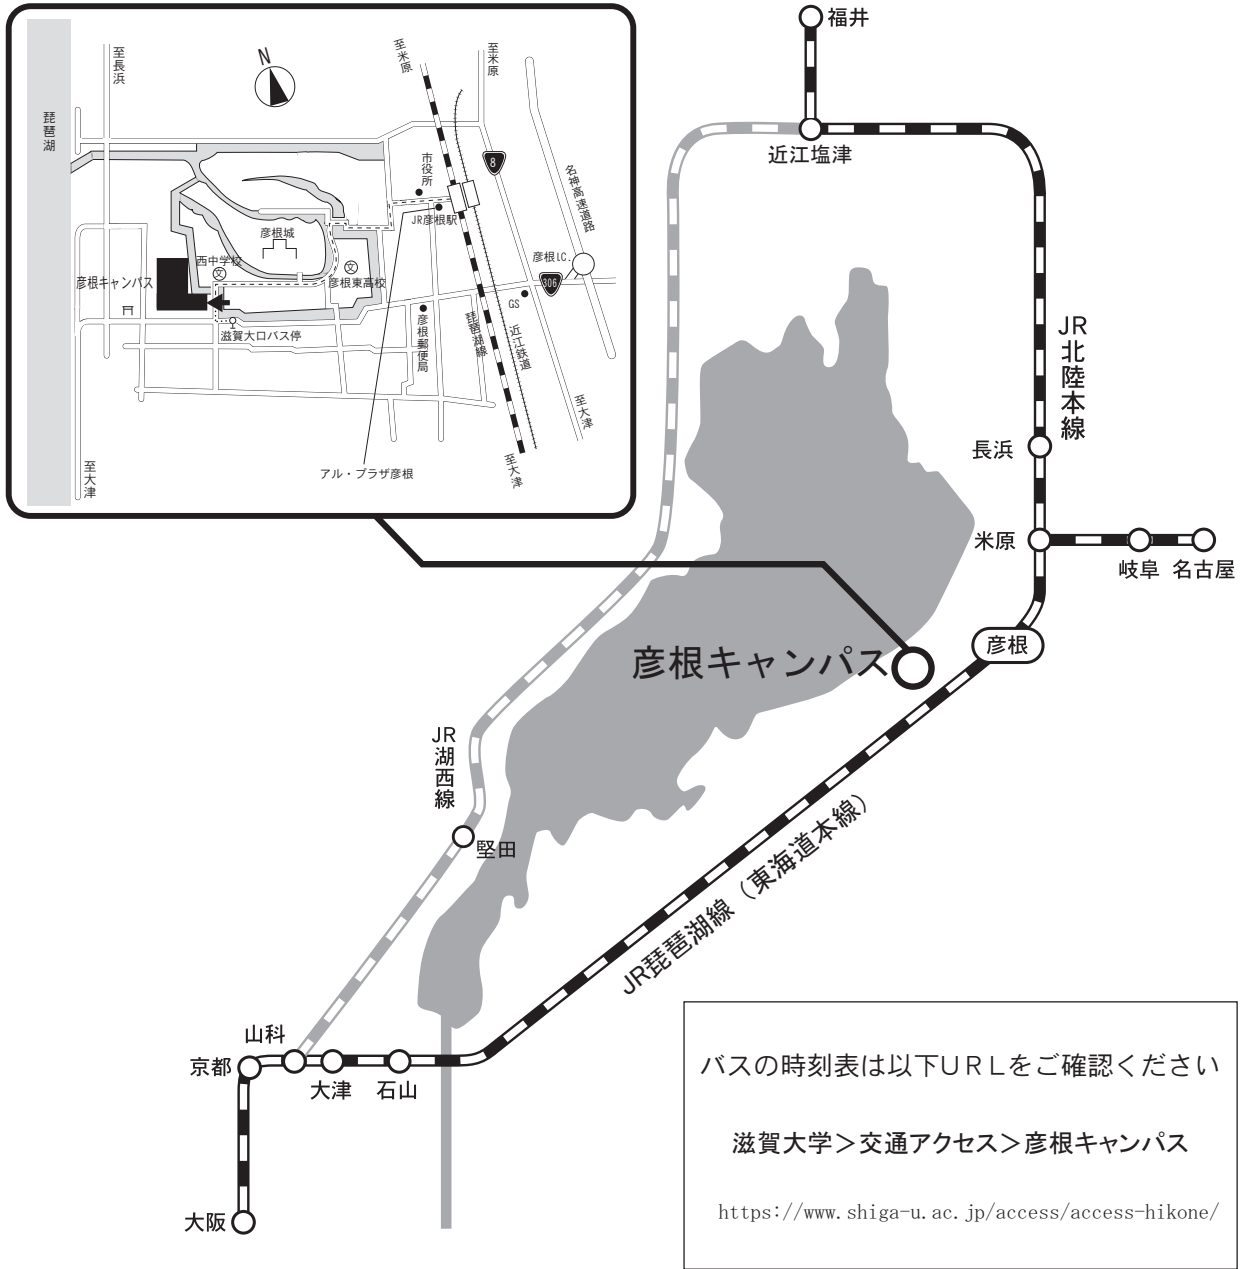 至長浜
N
至米原
至米原
琵琶湖
市役所
8
名神高速道路
JR彦根駅
彦根城
彦根I.C.
西中学校
文
文
彦根東高校
306
彦根キャンパス
GS
滋賀大口バス停
彦根郵便局
琵琶湖線
近江鉄道
至大津
至大津
至大津
アル・プラザ彦根
福井
近江塩津
JR北陸本線
長浜
米原
岐阜
名古屋
彦根
彦根キャンパス
JR湖西線
堅田
JR琵琶湖線（東海道本線）
山科
京都
大津
石山
大阪
バスの時刻表は以下URLをご確認ください
滋賀大学＞交通アクセス＞彦根キャンパス
https://www.shiga-u.ac.jp/access/access-hikone/